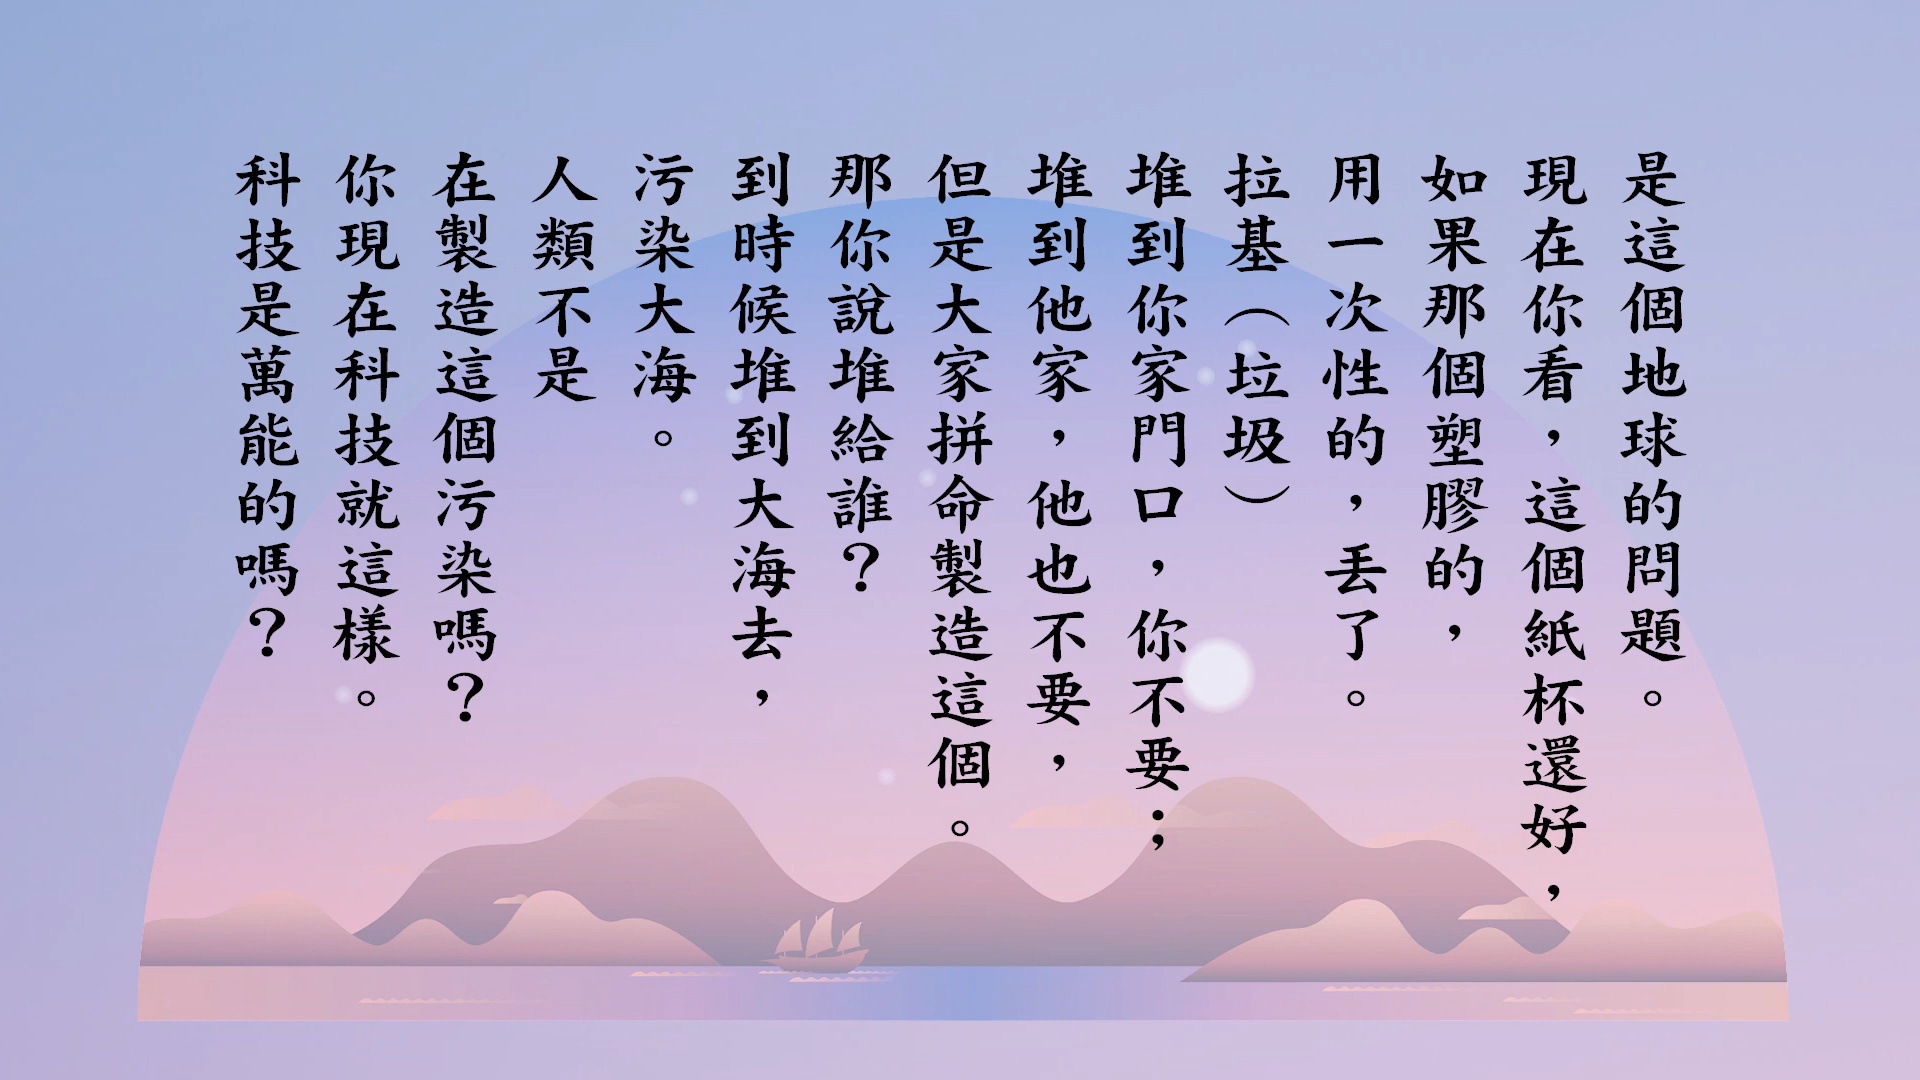 是這個地球的問題。
現在你看，這個紙杯還好，
如果那個塑膠的，
用一次性的，丟了。
拉基（垃圾）
堆到你家門口，你不要；
堆到他家，他也不要，
但是大家拼命製造這個。
那你說堆給誰？
到時候堆到大海去，
污染大海。
人類不是
在製造這個污染嗎？
你現在科技就這樣。
科技是萬能的嗎？